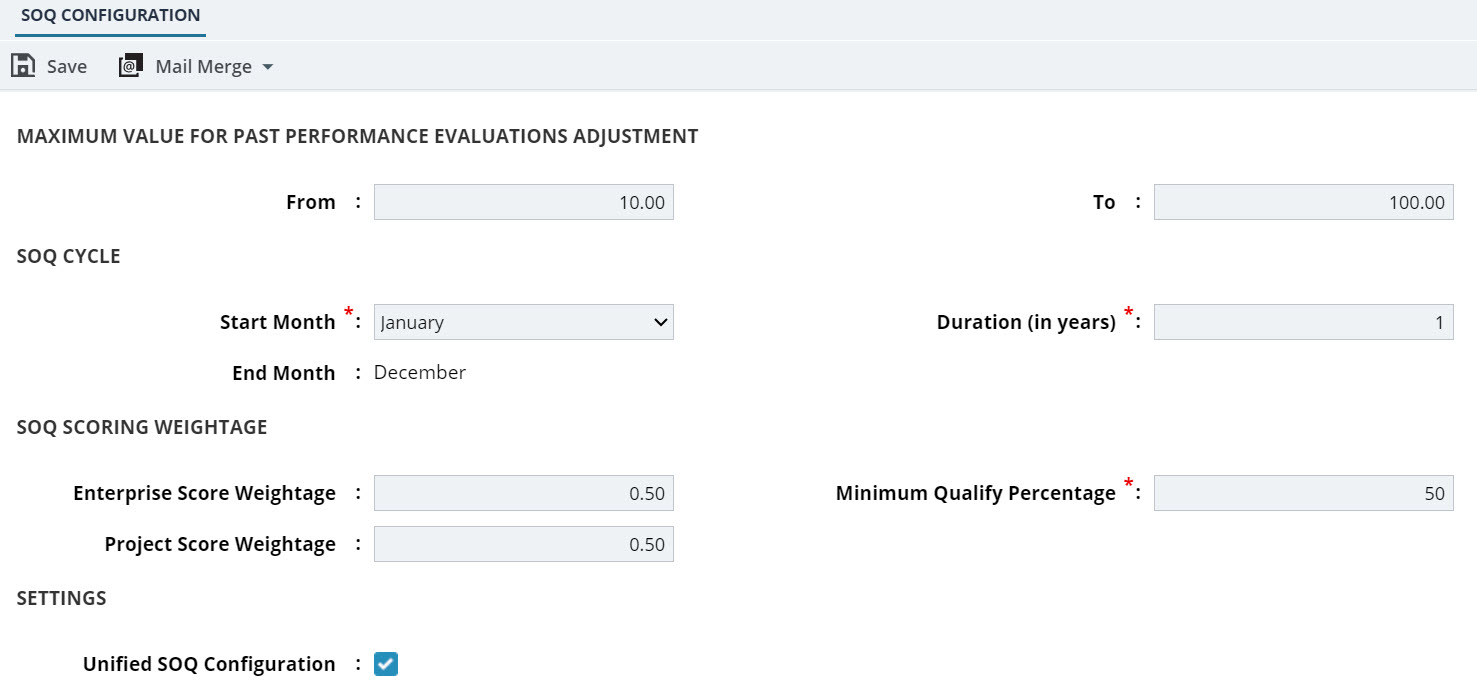 SOQ CONFIGURATION
Save Mail Merge
MAXIMUM VALUE FOR PAST PERFORMANCE EVALUATIONS ADJUSTMENT
From : 10.00 To : 100.00
SOQ CYCLE
Start Month *: January Duration (in years) *: 1
End Month : December
SOQ SCORING WEIGHTAGE
Enterprise Score Weightage : 0.50 Minimum Qualify Percentage *: 50
Project Score Weightage : 0.50
SETTINGS
Unified SOQ Configuration :